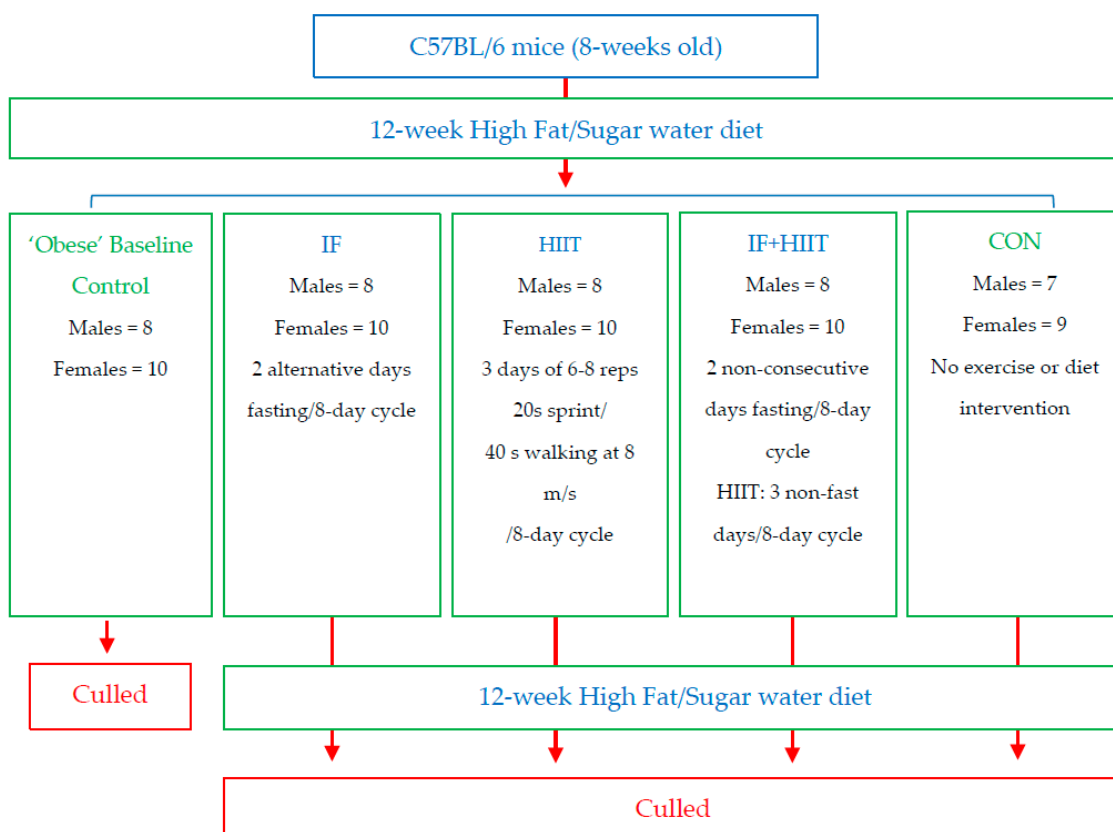 C57BL/6 mice (8-weeks old)
12-week High Fat/Sugar water diet
‘Obese’ Baseline
Control
Males = 8
Females = 10
IF
Males = 8
Females = 10
2 alternative days
fasting/8-day cycle
HIIT
Males = 8
Females = 10
3 days of 6-8 reps
20s sprint/
40 s walking at 8
m/s
/8-day cycle
IF+HIIT
Males = 8
Females = 10
2 non-consecutive
days fasting/8-day
cycle
HIIT: 3 non-fast
days/8-day cycle
CON
Males = 7
Females = 9
No exercise or diet
intervention
Culled
12-week High Fat/Sugar water diet
Culled